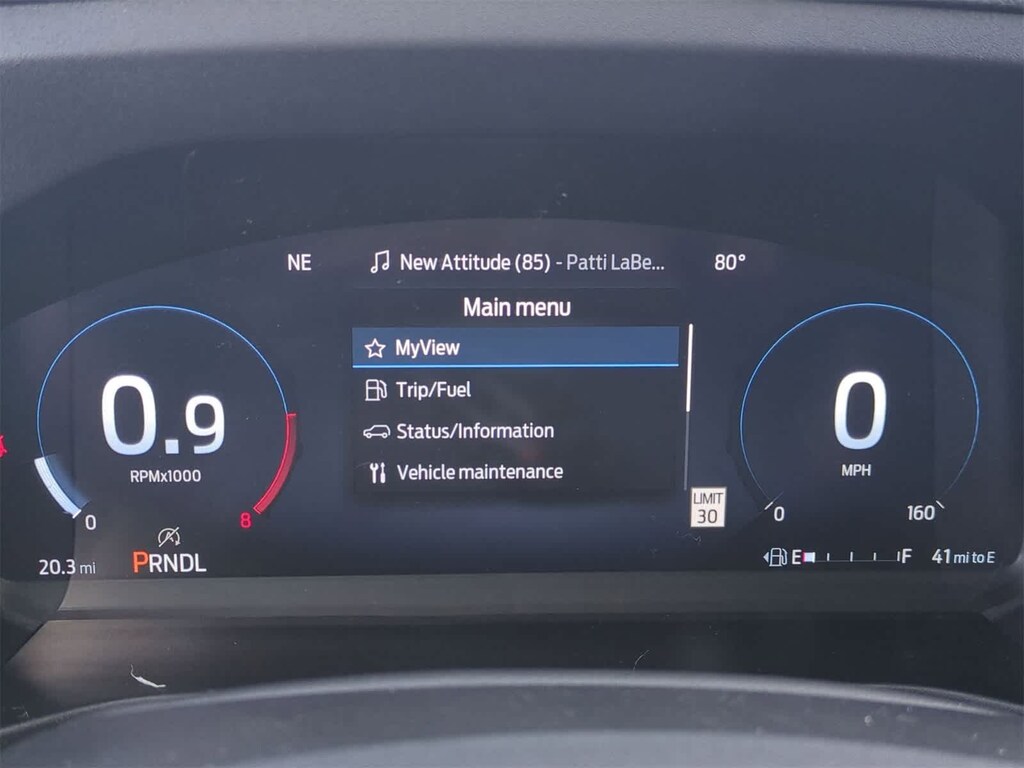 NE
New Attitude (85) - Patti LaBe...
80°
Main menu
MyView
Trip/Fuel
Status/Information
Vehicle maintenance
0.9
RPMx1000
0
8
20.3 mi
PRNDL
LIMIT
30
0
MPH
0
160
E
F
41 mi to E